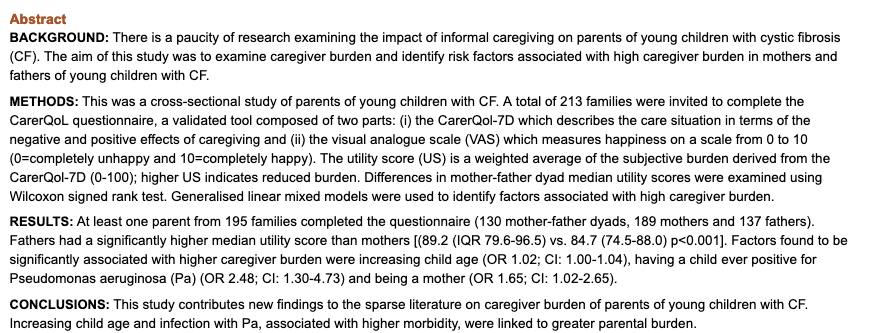 Abstract
BACKGROUND: There is a paucity of research examining the impact of informal caregiving on parents of young children with cystic fibrosis
(CF). The aim of this study was to examine caregiver burden and identify risk factors associated with high caregiver burden in mothers and
fathers of young children with CF.
METHODS: This was a cross-sectional study of parents of young children with CF. A total of 213 families were invited to complete the
CarerQoL questionnaire, a validated tool composed of two parts: (i) the CarerQol-7D which describes the care situation in terms of the
negative and positive effects of caregiving and (ii) the visual analogue scale (VAS) which measures happiness on a scale from 0 to 10
(0=completely unhappy and 10=completely happy). The utility score (US) is a weighted average of the subjective burden derived from the
CarerQol-7D (0-100); higher US indicates reduced burden. Differences in mother-father dyad median utility scores were examined using
Wilcoxon signed rank test. Generalised linear mixed models were used to identify factors associated with high caregiver burden.
RESULTS: At least one parent from 195 families completed the questionnaire (130 mother-father dyads, 189 mothers and 137 fathers).
Fathers had a significantly higher median utility score than mothers [(89.2 (IQR 79.6-96.5) vs. 84.7 (74.5-88.0) p<0.001]. Factors found to be
significantly associated with higher caregiver burden were increasing child age (OR 1.02; CI: 1.00-1.04), having a child ever positive for
Pseudomonas aeruginosa (Pa) (OR 2.48; CI: 1.30-4.73) and being a mother (OR 1.65; CI: 1.02-2.65).
CONCLUSIONS: This study contributes new findings to the sparse literature on caregiver burden of parents of young children with CF.
Increasing child age and infection with Pa, associated with higher morbidity, were linked to greater parental burden.